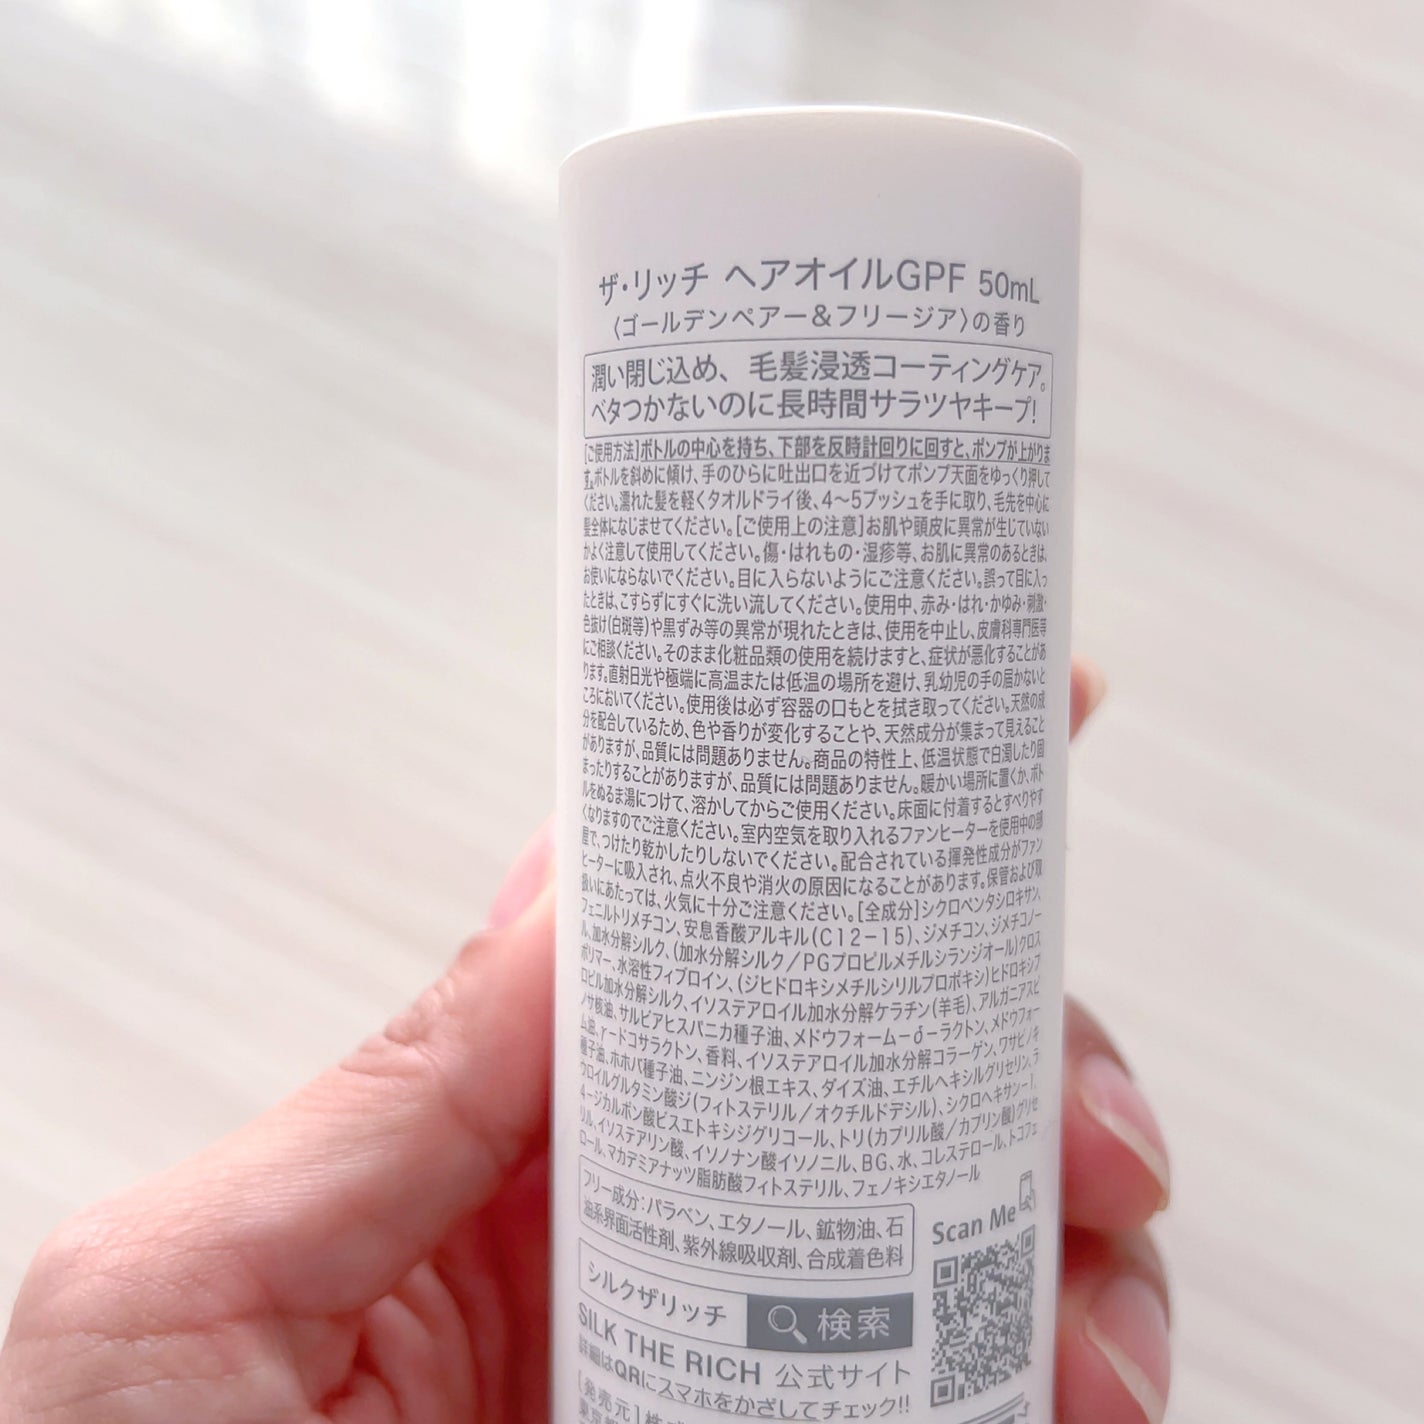 ザ・リッチ ヘアオイルGPF 50mL
〈ゴールデンペアー&フリージア〉の香り
潤い閉じ込め、毛髪浸透コーティングケア。
ベタつかないのに長時間サラツヤキープ!
[ご使用方法]ボトルの中心を持ち、下部を反時計回りに回すと、ポンプが上がりま
す。ボトルを斜めに傾け、手のひらに吐出口を近づけてポンプ天面をゆっくり押して
ください。濡れた髪を軽くタオルドライ後、4〜5プッシュを手に取り、毛先を中心に
髪全体になじませてください。[ご使用上の注意]お肌や頭皮に異常が生じていない
かよく注意して使用してください。傷・はれもの・湿疹等、お肌に異常のあるときは、
お使いにならないでください。目に入らないようにご注意ください。誤って目に入っ
たときは、こすらずにすぐに洗い流してください。使用中、赤み・はれ・かゆみ・刺激・
色抜け(白斑等)や黒ずみ等の異常が現れたときは、使用を中止し、皮膚科専門医等
にご相談ください。そのまま化粧品類の使用を続けますと、症状が悪化することがあ
ります。直射日光や極端に高温または低温の場所を避け、乳幼児の手の届かないと
ころにおいてください。使用後は必ず容器の口もとを拭き取ってください。天然の成
分を配合しているため、色や香りが変化することや、天然成分が集まって見えること
がありますが、品質には問題ありません。商品の特性上、低温状態で白濁したり固
まったりすることがありますが、品質には問題ありません。暖かい場所に置くか、ボト
ルをぬるま湯につけて、溶かしてからご使用ください。床面に付着するとすべりやす
くなりますのでご注意ください。室内空気を取り入れるファンヒーターを使用中の部
屋で、つけたり乾かしたりしないでください。配合されている揮発性成分がファン
ヒーターに吸入され、点火不良や消火の原因になることがあります。保管および取
扱いにあたっては、火気に十分ご注意ください。[全成分]シクロペンタシロキサン、
フェニルトリメチコン、安息香酸アルキル(C12−15)、ジメチコン、ジメチコノー
ル、加水分解シルク、(加水分解シルク/PGプロピルメチルシランジオール)クロス
ポリマー、水溶性フィブロイン、(ジヒドロキシメチルシリルプロポキシ)ヒドロキシプ
ロピル加水分解シルク、イソステアロイル加水分解ケラチン(羊毛)、アルガニアスピ
ノサ核油、サルビアヒスパニカ種子油、メドウフォーム−δ−ラクトン、メドウフォー
ム油、γ−ドコサラクトン、香料、イソステアロイル加水分解コラーゲン、ワサビノキ
種子油、ホホバ種子油、ニンジン根エキス、ダイズ油、エチルヘキシルグリセリン、ラ
ウロイルグルタミン酸ジ(フィトステリル/オクチルドデシル)、シクロヘキサン−1,
4−ジカルボン酸ビスエトキシジグリコール、トリ(カプリル酸/カプリン酸)グリセ
リル、イソステアリン酸、イソノナン酸イソノニル、BG、水、コレステロール、トコフェ
ロール、マカデミアナッツ脂肪酸フィトステリル、フェノキシエタノール
フリー成分:パラベン、エタノール、鉱物油、石
油系界面活性剤、紫外線吸収剤、合成着色料
Scan Me
シルクザリッチ 検索
SILK THE RICH 公式サイト
詳細はQRにスマホをかざしてチェック!!
[発売元]株式
東京都